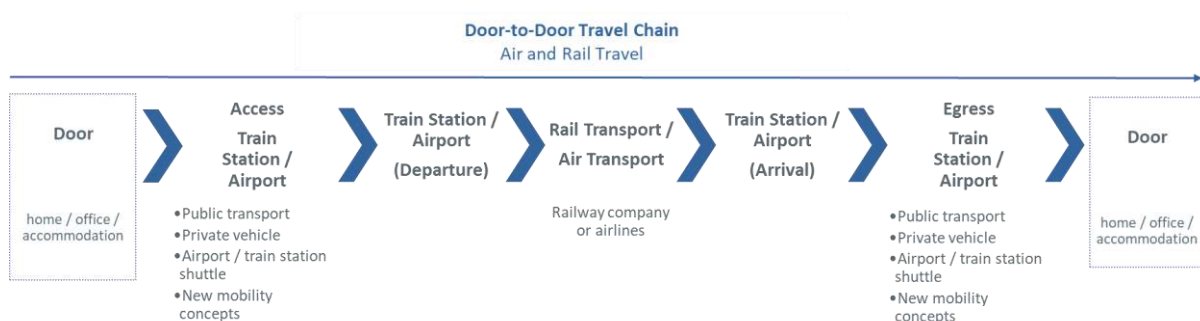 Door-to-Door Travel Chain
Air and Rail Travel
Door
home / office /
accommodation
Access
Train
Station /
Airport
•Public transport
•Private vehicle
•Airport / train station
shuttle
•New mobility
concepts
Train Station /
Airport
(Departure)
Rail Transport /
Air Transport
Railway company
or airlines
Train Station /
Airport
(Arrival)
Egress
Train
Station /
Airport
•Public transport
•Private vehicle
•Airport / train station
shuttle
•New mobility
concepts
Door
home / office /
accommodation